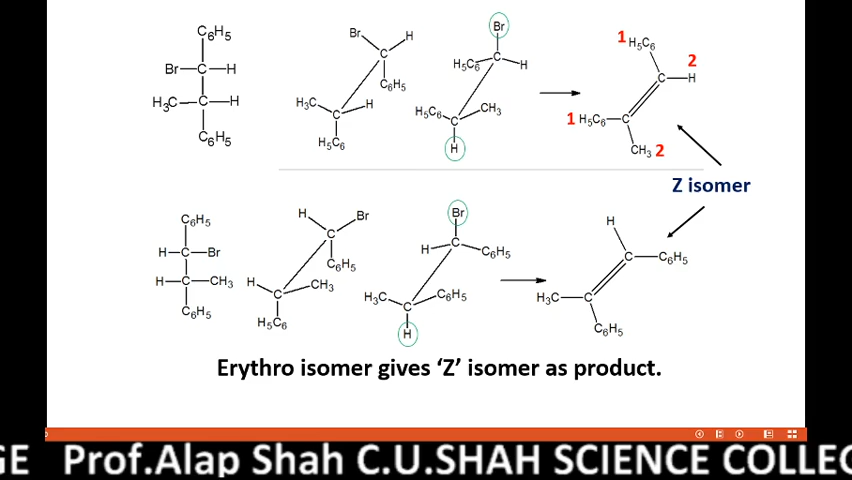 C₆H₅
Br—C—H
H₃C—C—H
C₆H₅
Br
H
C
C₆H₅
H₃C
C
H
H₅C₆
Br
H₅C₆
C
H
H₅C₆
C
CH₃
H
1 H₅C₆
2
C—H
1 H₅C₆—C
CH₃ 2
Z isomer
C₆H₅
H—C—Br
H—C—CH₃
C₆H₅
H
Br
C
C₆H₅
H
C
CH₃
H₅C₆
Br
H
C
C₆H₅
H₃C
C
C₆H₅
H
H
C—C₆H₅
H₃C—C
C₆H₅
Erythro isomer gives ‘Z’ isomer as product.
GE Prof.Alap Shah C.U.SHAH SCIENCE COLLE